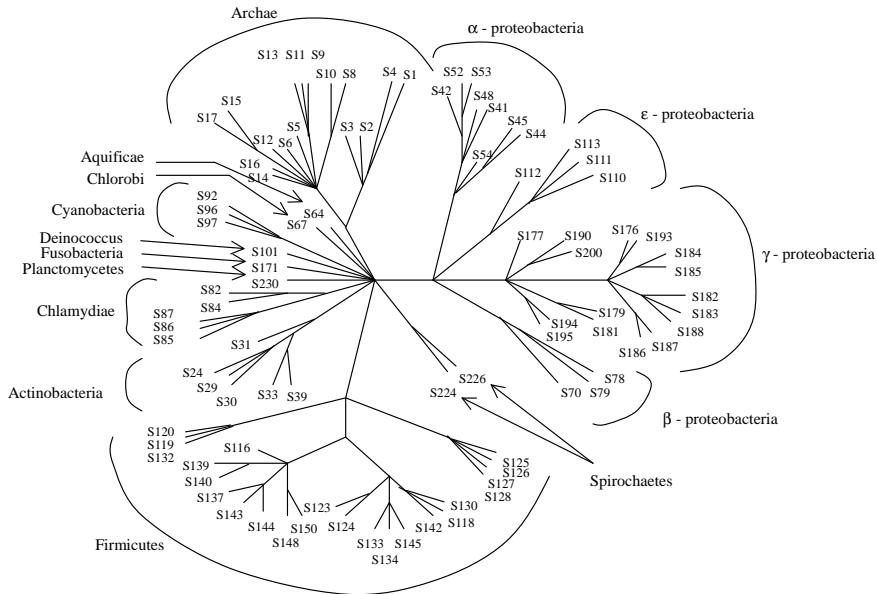 Archae
α - proteobacteria
S13 S11 S9
S10 S8
S4 S1
S52 S53
S42
S48
S41
S45
S44
S54
ε - proteobacteria
S113
S111
S110
S112
S15
S17
S12
S5
S6
S3 S2
S16
S14
Aquificae
Chlorobi
S64
S67
Cyanobacteria
S92
S96
S97
Deinococcus
Fusobacteria
Planctomycetes
S101
S171
S230
S177
S190
S200
S176
S193
S184
S185
γ - proteobacteria
S182
S183
S188
S187
S186
S179
S181
S194
S195
Chlamydiae
S82
S84
S87
S86
S85
S31
Actinobacteria
S24
S29
S30
S33
S39
S226
S224
S78
S79
S70
β - proteobacteria
Spirochaetes
S120
S119
S132
S116
S139
S140
S137
S143
S144
S148
S150
S123
S124
S133
S134
S145
S142
S118
S130
S125
S126
S127
S128
Firmicutes